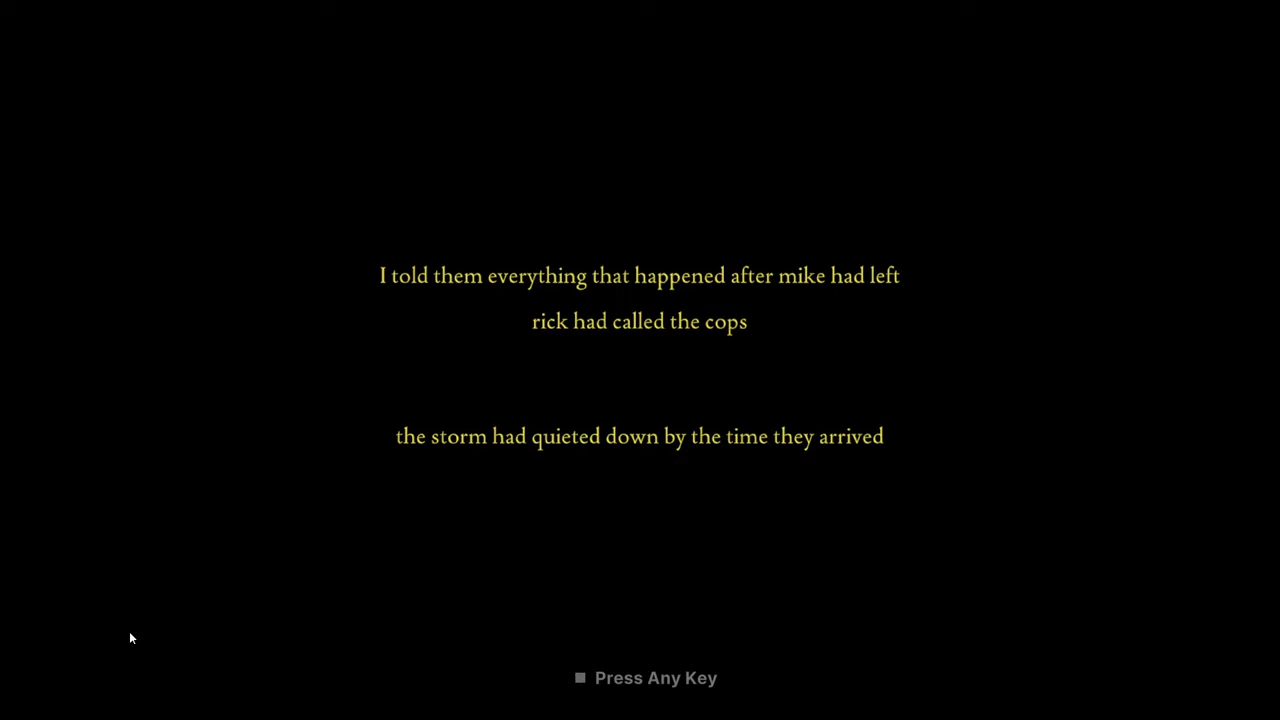 I told them everything that happened after mike had left
rick had called the cops
the storm had quieted down by the time they arrived
Press Any Key